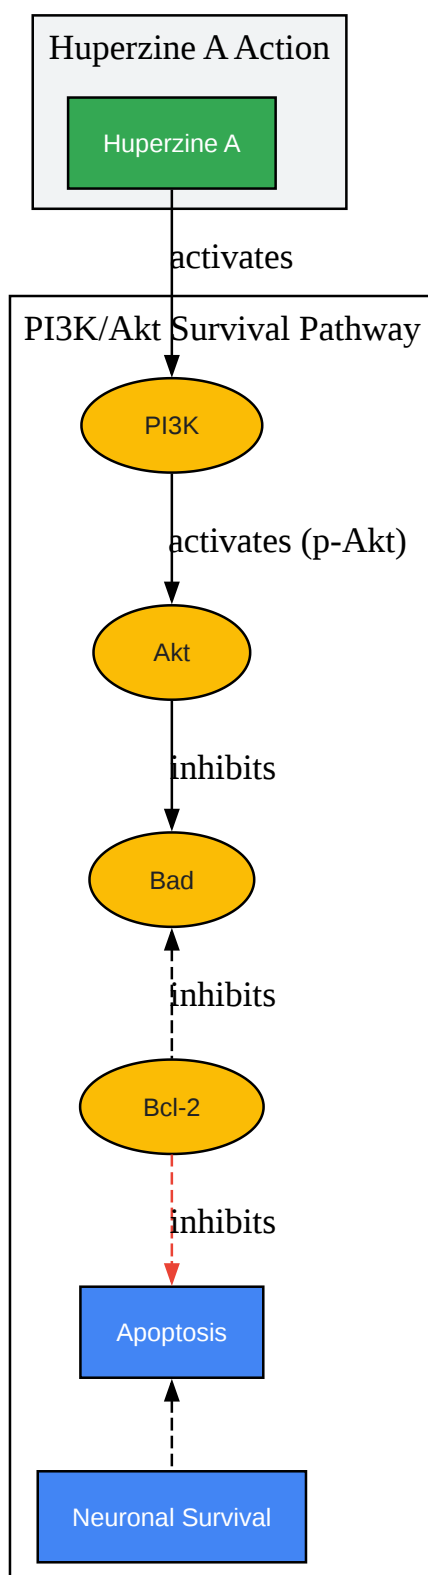 Huperzine A Action
Huperzine A
activates
PI3K/Akt Survival Pathway
PI3K
activates (p-Akt)
Akt
inhibits
Bad
inhibits
Bcl-2
inhibits
Apoptosis
Neuronal Survival